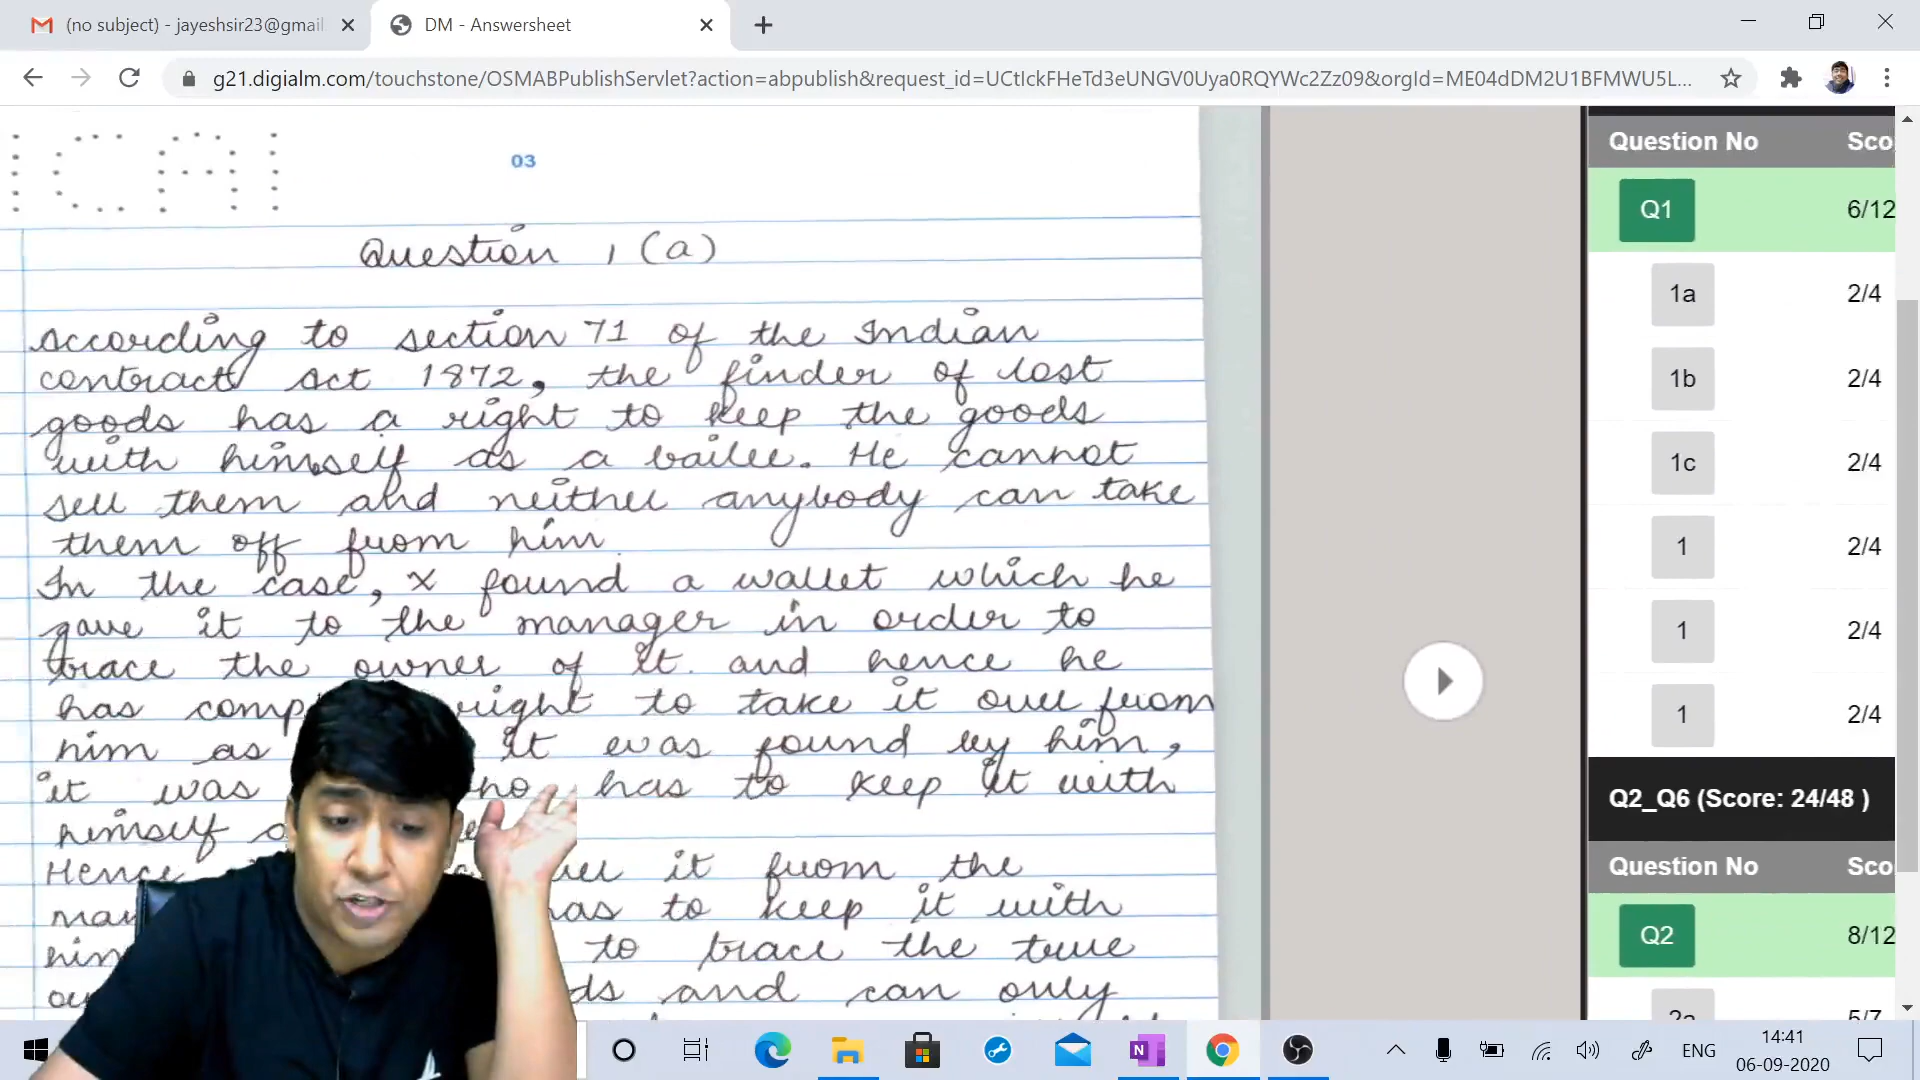 (no subject) - jayeshsir23@gmail
DM - Answersheet
g21.digialm.com/touchstone/OSMABPublishServlet?action=abpublish&request_id=UCtIckFHeTd3eUNGV0Uya0RQYWc2Zz09&orgId=ME04dDM2U1BFMWU5L...
ICAI
03
Question 1 (a)
According to section 71 of the Indian
contract Act 1872, the finder of lost
goods has a right to keep the goods
with himself as a bailee. He cannot
sell them and neither anybody can take
them off from him.
In the case, X found a wallet which he
gave it to the manager in order to
trace the owner of it. and hence he
has comp right to take it over from
him as it was found by him,
it was who has to keep it with
himself
Hence it from the
has to keep it with
him to trace the true
and can only
Question No Sco
Q1 6/12
1a 2/4
1b 2/4
1c 2/4
1 2/4
1 2/4
1 2/4
Q2_Q6 (Score: 24/48 )
Question No Sco
Q2 8/12
2a 5/7
ENG
14:41
06-09-2020